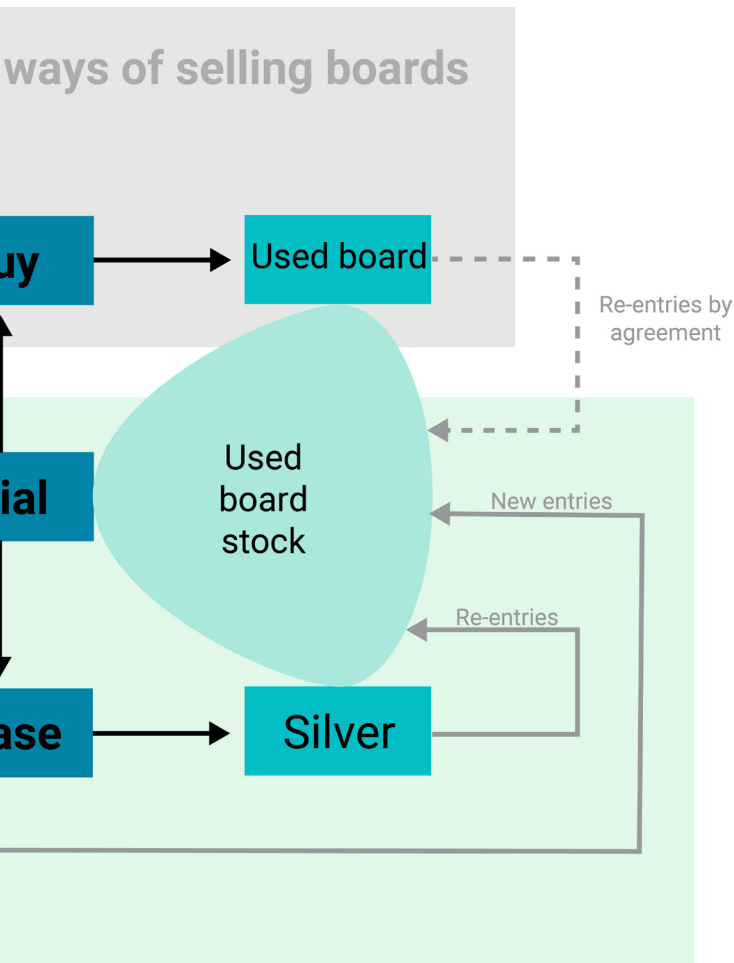 ways of selling boards
uy
Used board
Re-entries by
agreement
Used
board
stock
ial
New entries
Re-entries
ase
Silver